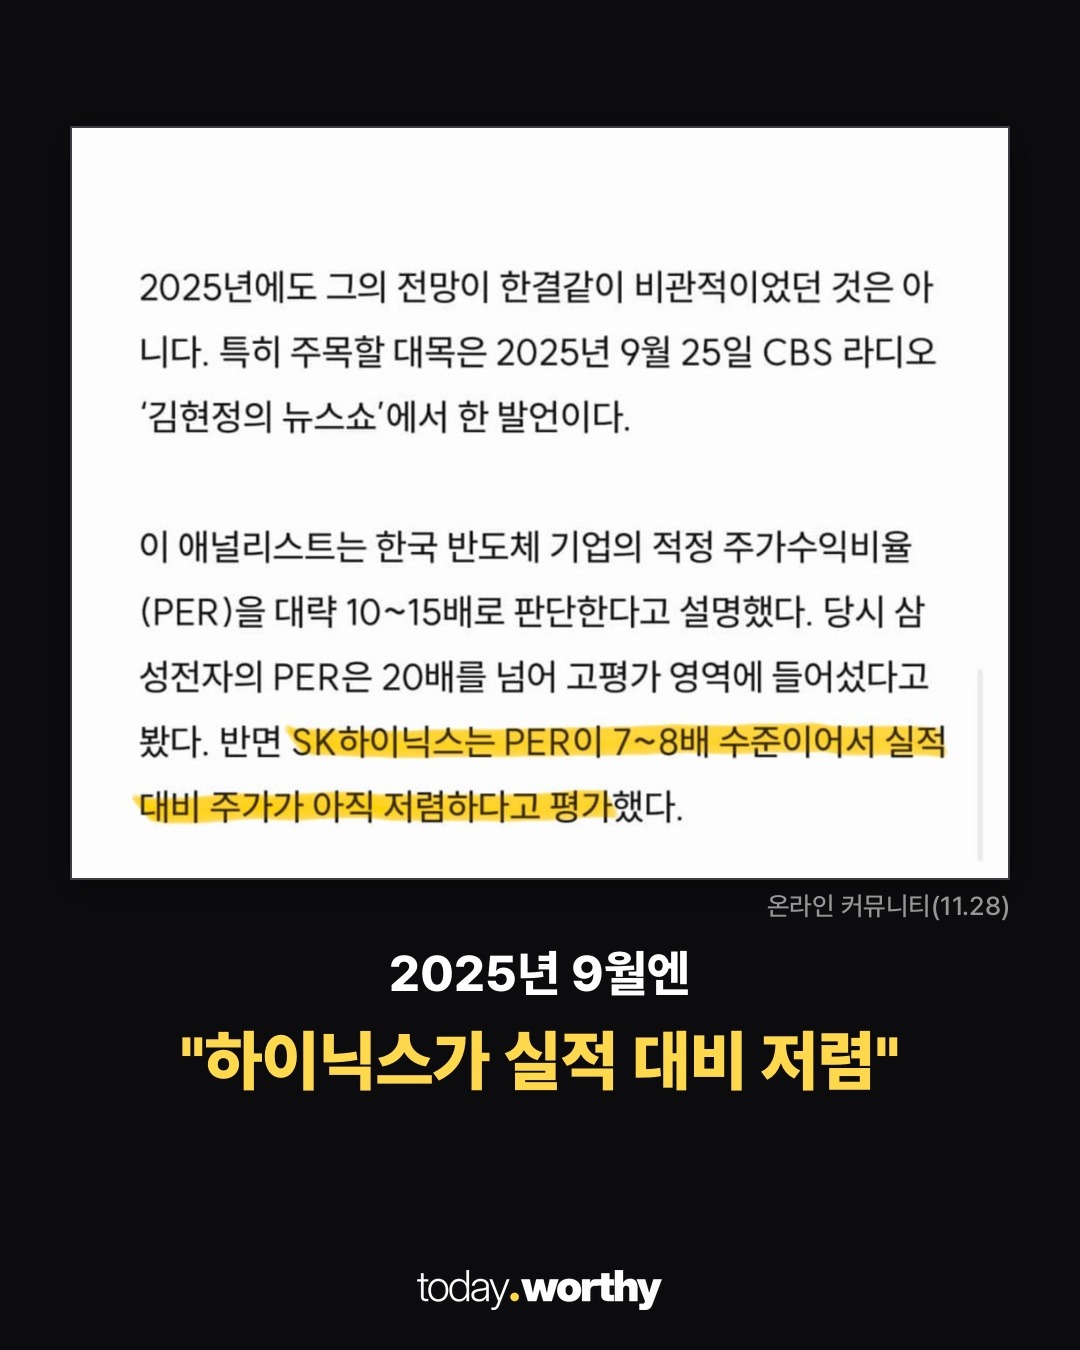 2025년에도 그의 전망이 한결같이 비관적이었던 것은 아
니다. 특히 주목할 대목은 2025년 9월 25일 CBS 라디오
‘김현정의 뉴스쇼’에서 한 발언이다.
이 애널리스트는 한국 반도체 기업의 적정 주가수익비율
(PER)을 대략 10~15배로 판단한다고 설명했다. 당시 삼
성전자의 PER은 20배를 넘어 고평가 영역에 들어섰다고
봤다. 반면 SK하이닉스는 PER이 7~8배 수준이어서 실적
대비 주가가 아직 저렴하다고 평가했다.
온라인 커뮤니티(11.28)
2025년 9월엔
"하이닉스가 실적 대비 저렴"
today.worthy